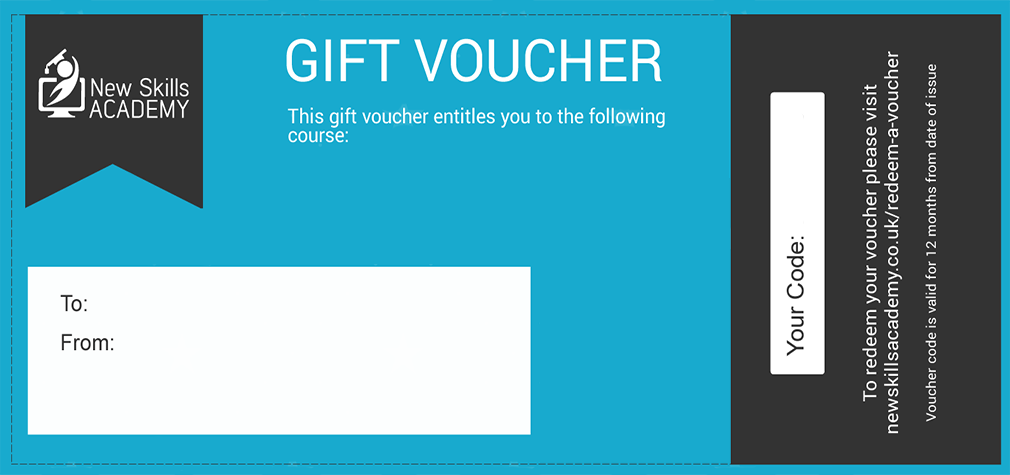 New Skills
ACADEMY
GIFT VOUCHER
This gift voucher entitles you to the following
course:
To:
From:
Your Code:
To redeem your voucher please visit
newskillsacademy.co.uk/redeem-a-voucher
Voucher code is valid for 12 months from date of issue